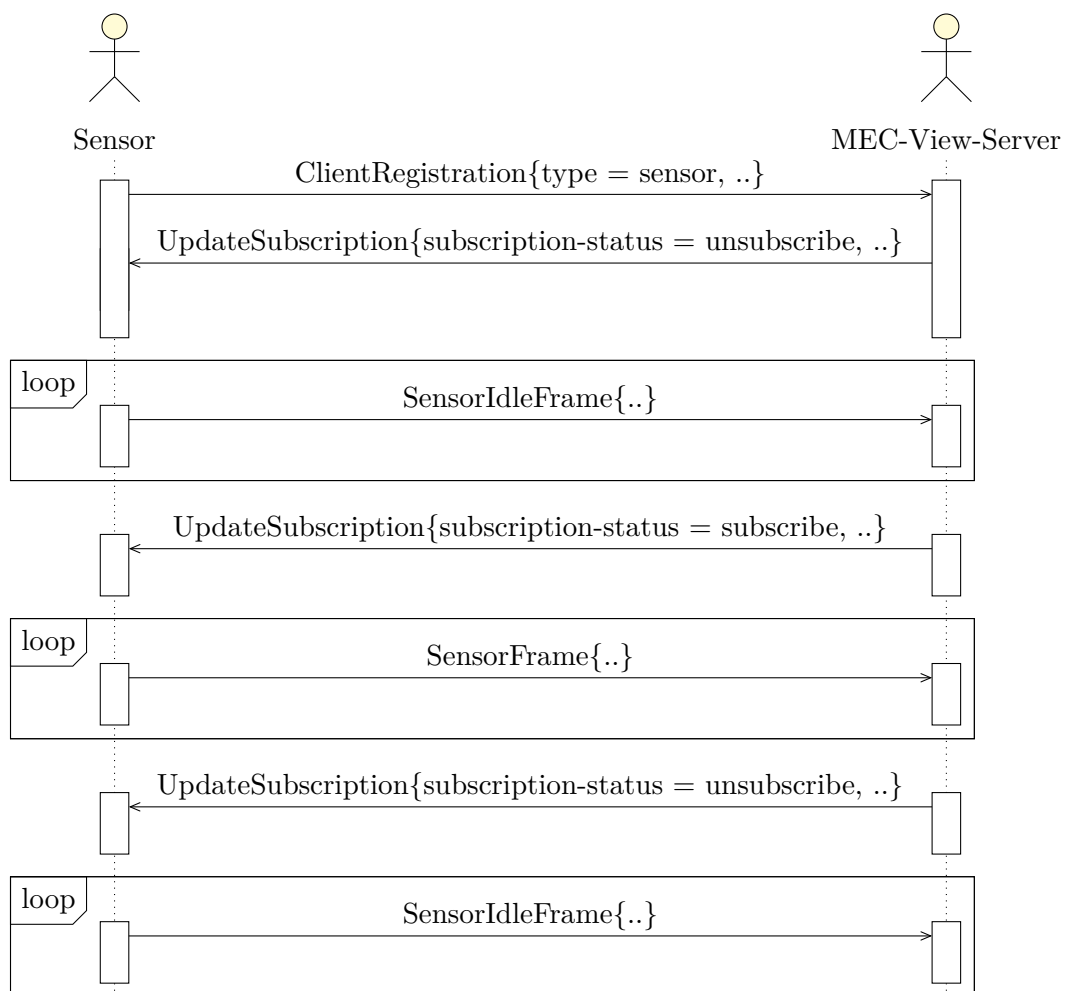 Sensor
MEC-View-Server
ClientRegistration{type = sensor, ..}
UpdateSubscription{subscription-status = unsubscribe, ..}
loop
SensorIdleFrame{..}
UpdateSubscription{subscription-status = subscribe, ..}
loop
SensorFrame{..}
UpdateSubscription{subscription-status = unsubscribe, ..}
loop
SensorIdleFrame{..}